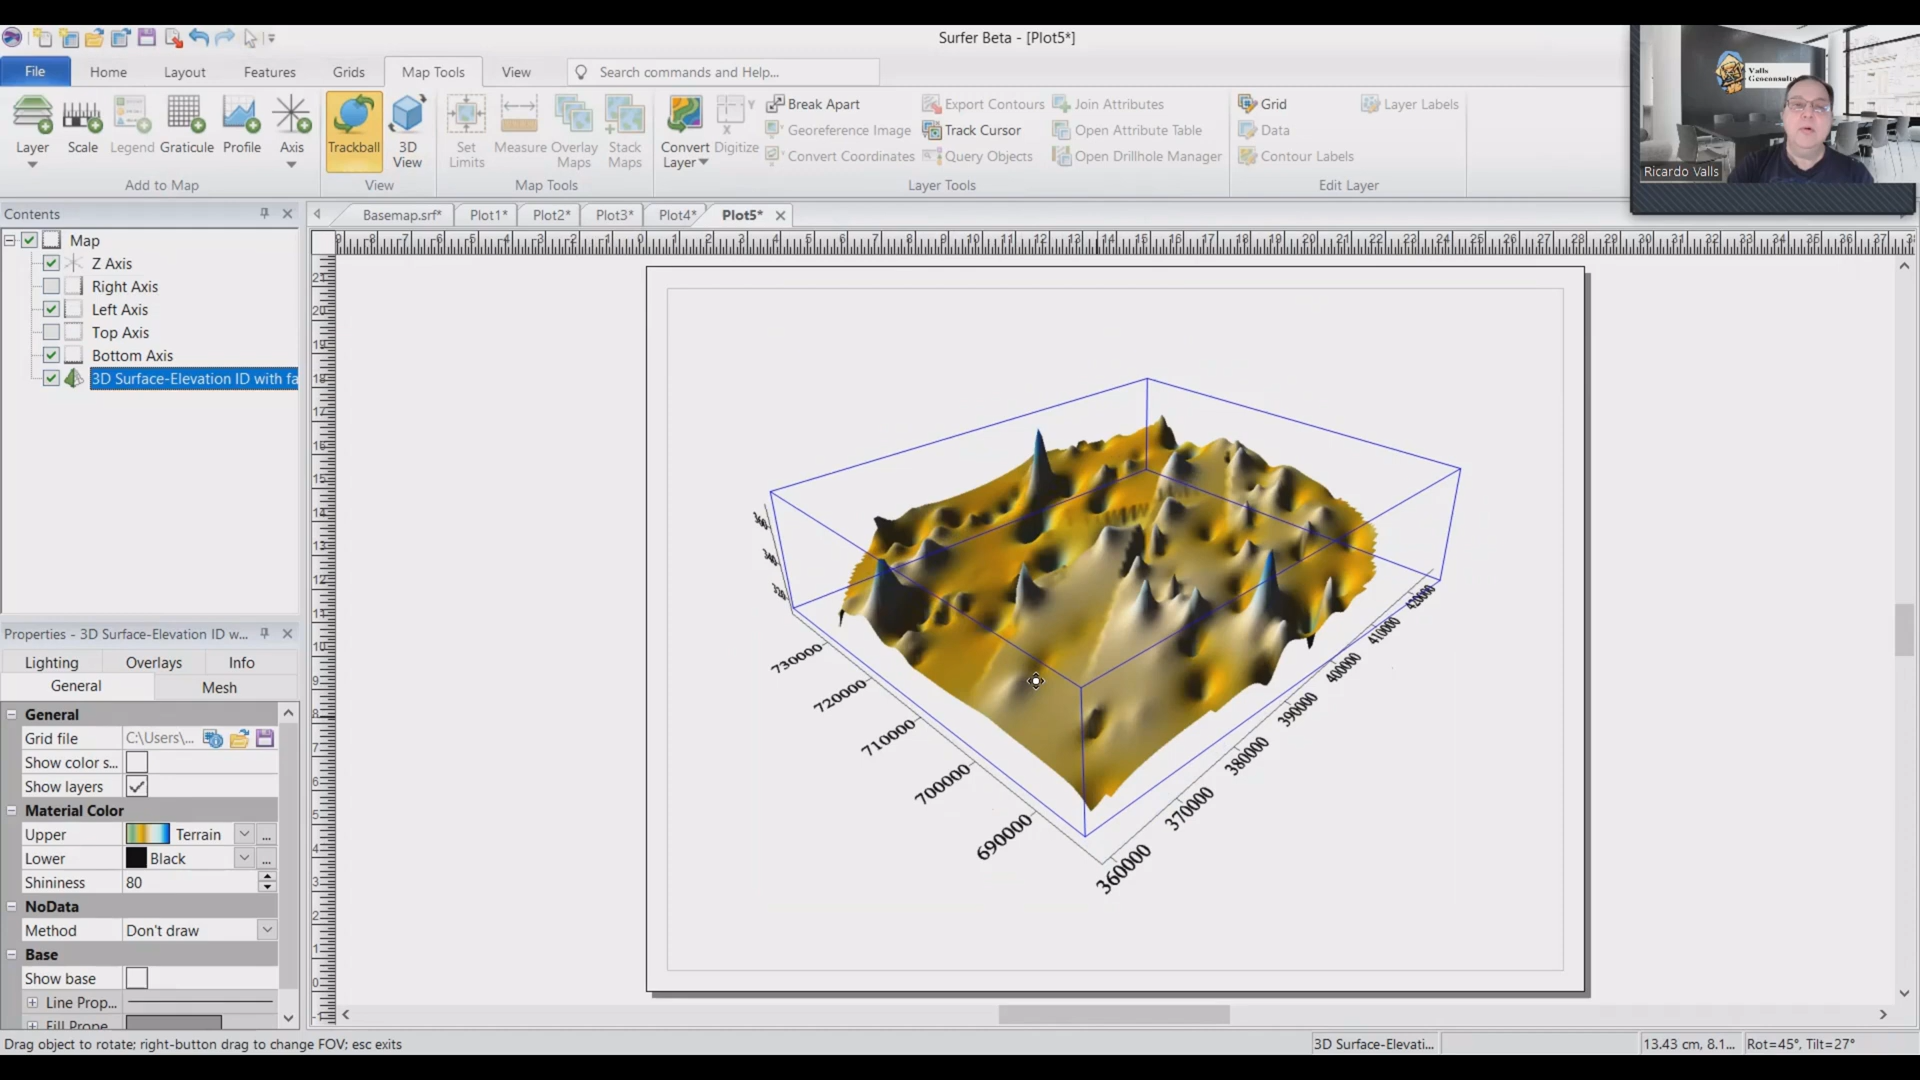 Surfer Beta - [Plot5*]
File
Home
Layout
Features
Grids
Map Tools
View
Search commands and Help...
Layer
Scale
Legend
Graticule
Profile
Axis
Add to Map
Trackball
3D View
View
Set Limits
Measure
Overlay Maps
Stack Maps
Map Tools
Convert Layer
Digitize
Break Apart
Georeference Image
Convert Coordinates
Export Contours
Track Cursor
Query Objects
Join Attributes
Open Attribute Table
Open Drillhole Manager
Layer Tools
Grid
Data
Contour Labels
Layer Labels
Edit Layer
Valls
Ricardo Valls
Contents
Map
Z Axis
Right Axis
Left Axis
Top Axis
Bottom Axis
3D Surface-Elevation ID with fa
Basemap.srf*
Plot1*
Plot2*
Plot3*
Plot4*
Plot5*
730000
720000
710000
700000
690000
360000
370000
380000
390000
400000
410000
420000
Properties - 3D Surface-Elevation ID w...
Lighting
Overlays
Info
General
Mesh
General
Grid file C:\Users\...
Show color s...
Show layers
Material Color
Upper Terrain ...
Lower Black ...
Shininess 80
NoData
Method Don't draw
Base
Show base
Line Prop...
Fill Prope
Drag object to rotate; right-button drag to change FOV; esc exits
3D Surface-Elevati...
13.43 cm, 8.1...
Rot=45°, Tilt=27°